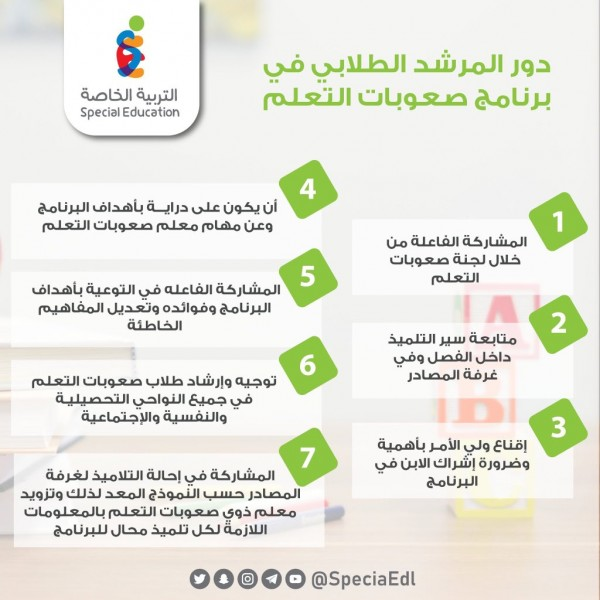 التربية الخاصة
Special Education
دور المرشد الطلابي في
برنامج صعوبات التعلم
1
المشاركة الفاعلة من
خلال لجنة صعوبات
التعلم
2
متابعة سير التلميذ
داخل الفصل وفي
غرفة المصادر
3
إقناع ولي الأمر بأهمية
وضرورة إشراك الابن في
البرنامج
4
أن يكون على درايـــة بأهداف البرنامج
وعن مهام معلم صعوبات التعلم
5
المشاركة الفاعله في التوعية بأهداف
البرنامج وفوائده وتعديل المفاهيم
الخاطئة
6
توجيه وإرشاد طلاب صعوبات التعلم
في جميع النواحي التحصيلية
والنفسية والإجتماعية
7
المشاركة في إحالة التلاميذ لغرفة
المصادر حسب النموذج المعد لذلك وتزويد
معلم ذوي صعوبات التعلم بالمعلومات
اللازمة لكل تلميذ محال للبرنامج
@SpeciaEdl